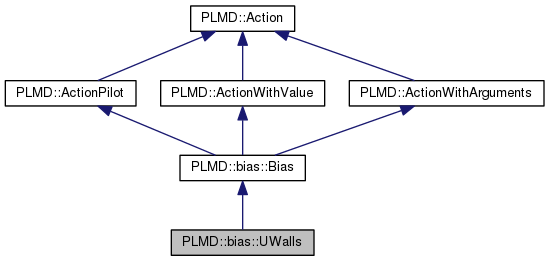 PLMD::Action
PLMD::ActionPilot
PLMD::ActionWithValue
PLMD::ActionWithArguments
PLMD::bias::Bias
PLMD::bias::UWalls